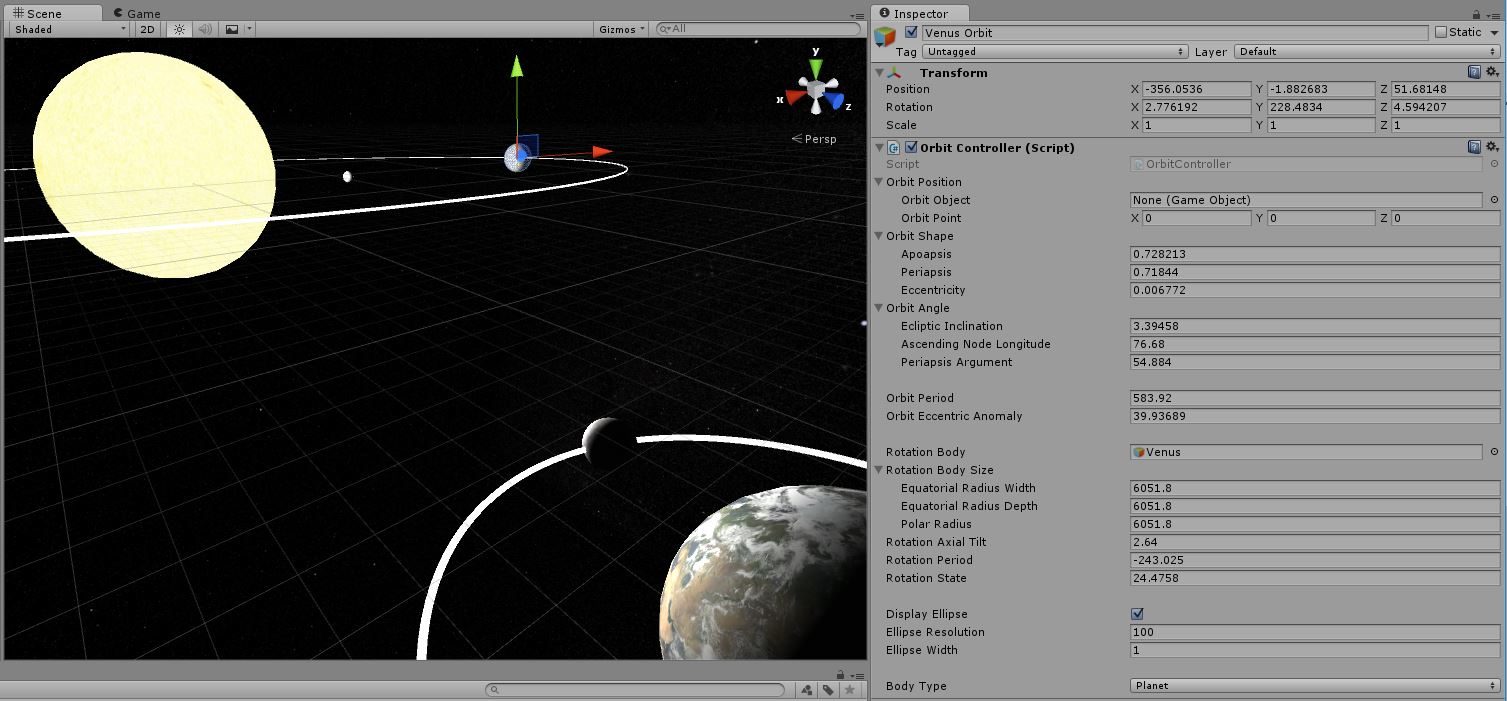 Scene Game
Shaded 2D Gizmos All
y
x
z
Persp
Inspector
Venus Orbit Static
Tag Untagged Layer Default
Transform
Position X -356.0536 Y -1.882683 Z 51.68148
Rotation X 2.776192 Y 228.4834 Z 4.594207
Scale X 1 Y 1 Z 1
Orbit Controller (Script)
Script OrbitController
Orbit Position
Orbit Object None (Game Object)
Orbit Point X 0 Y 0 Z 0
Orbit Shape
Apoapsis 0.728213
Periapsis 0.71844
Eccentricity 0.006772
Orbit Angle
Ecliptic Inclination 3.39458
Ascending Node Longitude 76.68
Periapsis Argument 54.884
Orbit Period 583.92
Orbit Eccentric Anomaly 39.93689
Rotation Body Venus
Rotation Body Size
Equatorial Radius Width 6051.8
Equatorial Radius Depth 6051.8
Polar Radius 6051.8
Rotation Axial Tilt 2.64
Rotation Period -243.025
Rotation State 24.4758
Display Ellipse
Ellipse Resolution 100
Ellipse Width 1
Body Type Planet